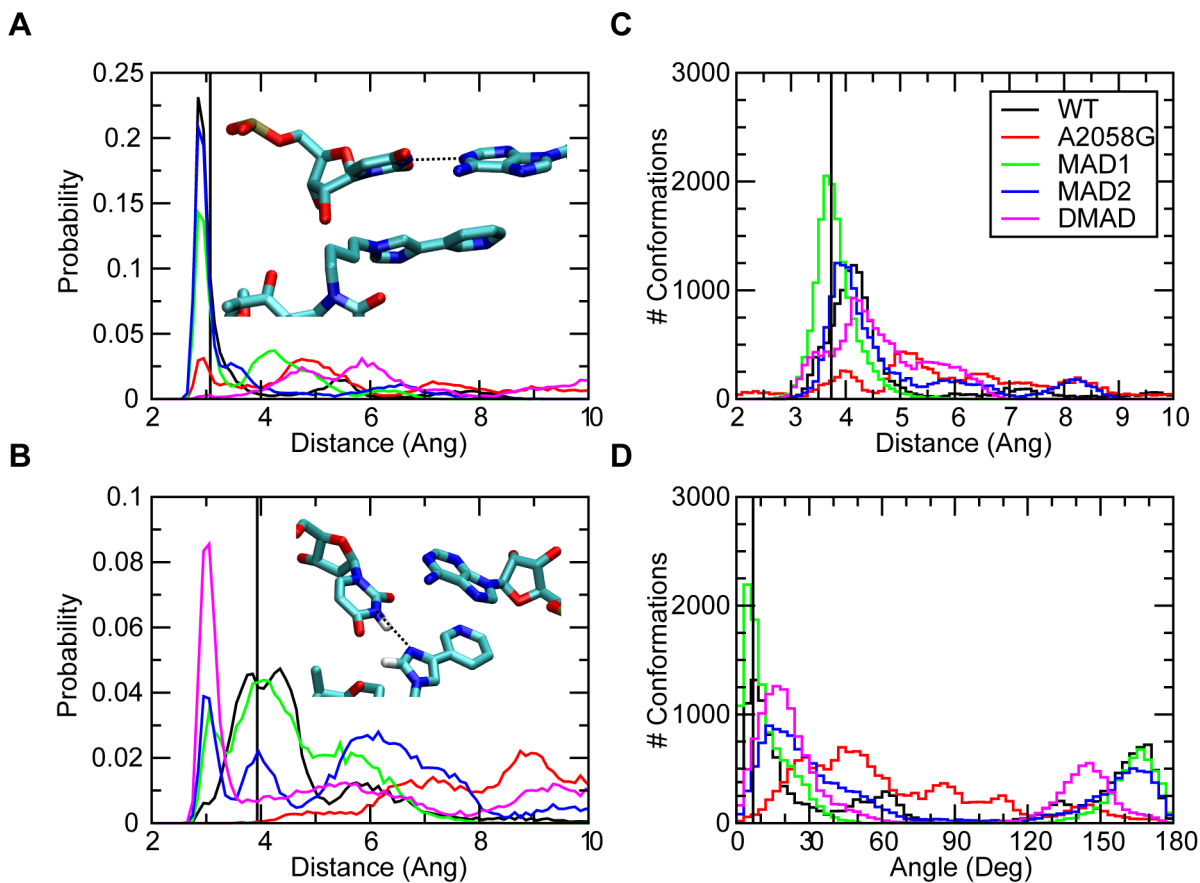 A
0.25
0.2
0.15
0.1
0.05
0
Probability
2 4 6 8 10
Distance (Ang)
C
3000
2000
1000
0
# Conformations
WT
A2058G
MAD1
MAD2
DMAD
2 3 4 5 6 7 8 9 10
Distance (Ang)
B
0.1
0.08
0.06
0.04
0.02
0
Probability
2 4 6 8 10
Distance (Ang)
D
3000
2000
1000
0
# Conformations
0 30 60 90 120 150 180
Angle (Deg)